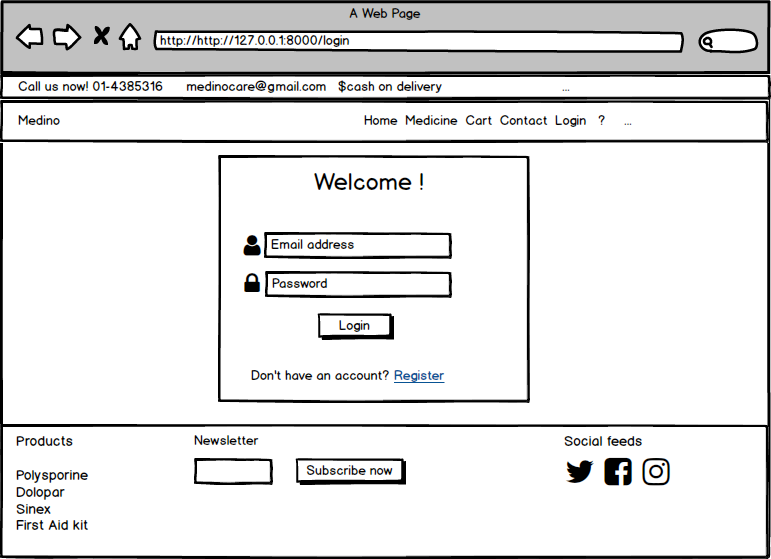 A Web Page
http://http://127.0.0.1:8000/login
Call us now! 01-4385316 medinocare@gmail.com $cash on delivery ...
Medino Home Medicine Cart Contact Login ? ...
Welcome !
Email address
Password
Login
Don't have an account? Register
Products Newsletter Social feeds
Subscribe now
Polysporine
Dolopar
Sinex
First Aid kit